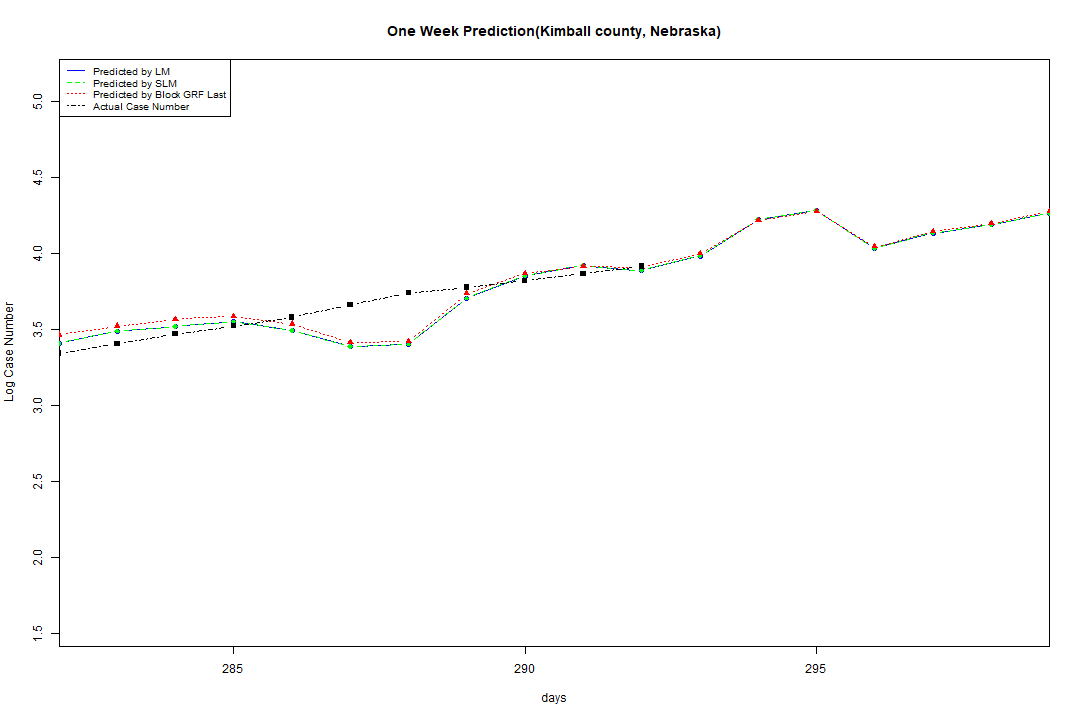 One Week Prediction(Kimball county, Nebraska)
Predicted by LM
Predicted by SLM
Predicted by Block GRF Last
Actual Case Number
5.0
4.5
4.0
3.5
3.0
2.5
2.0
1.5
Log Case Number
285 290 295
days